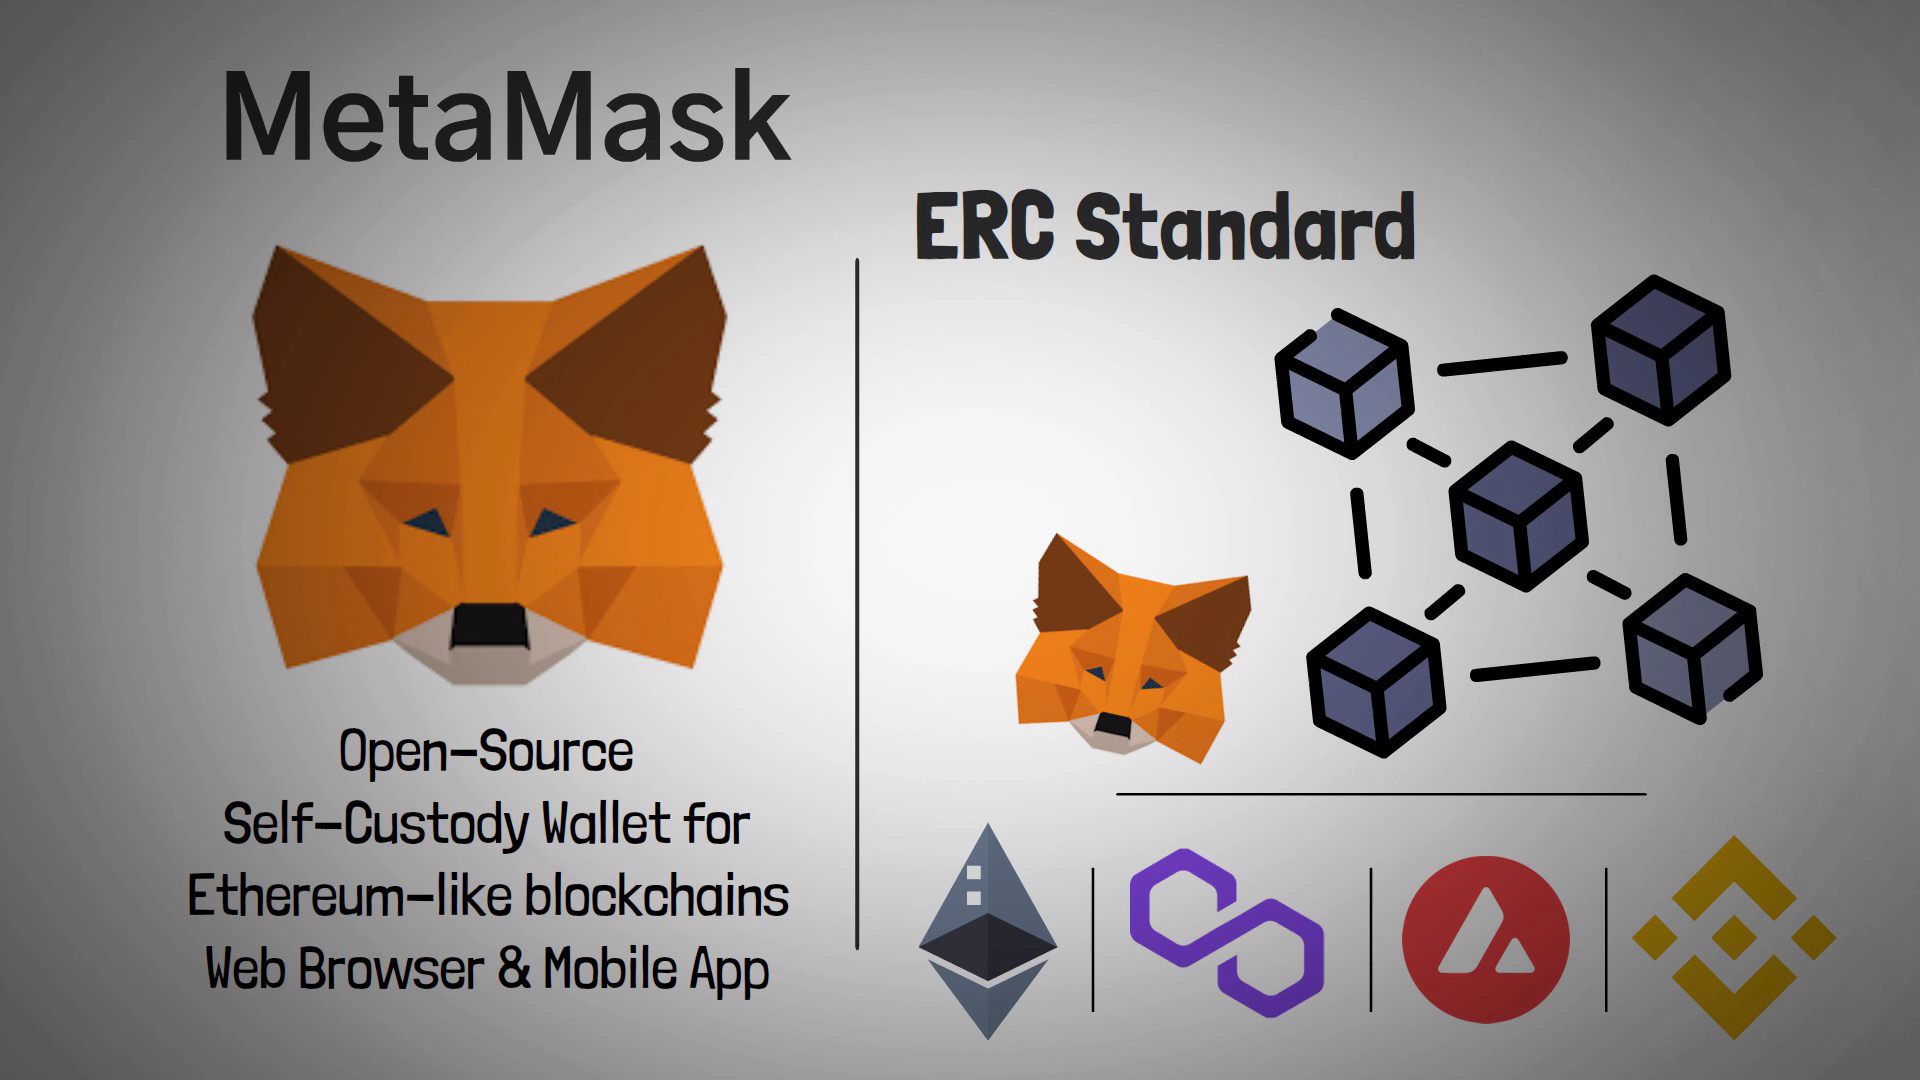 MetaMask
Open-Source
Self-Custody Wallet for
Ethereum-like blockchains
Web Browser & Mobile App
ERC Standard